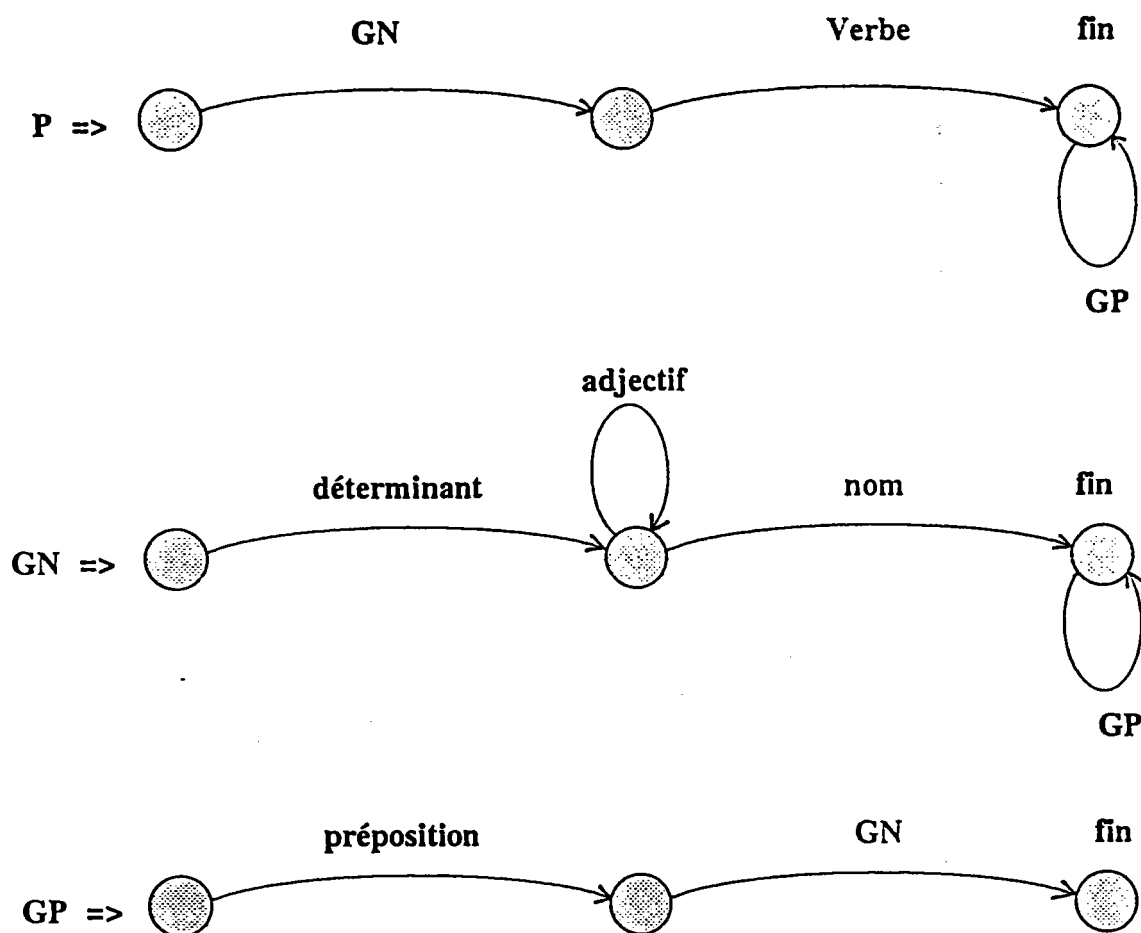 GN Verbe fin
P =>
GP
adjectif
déterminant nom fin
GN =>
GP
préposition GN fin
GP =>